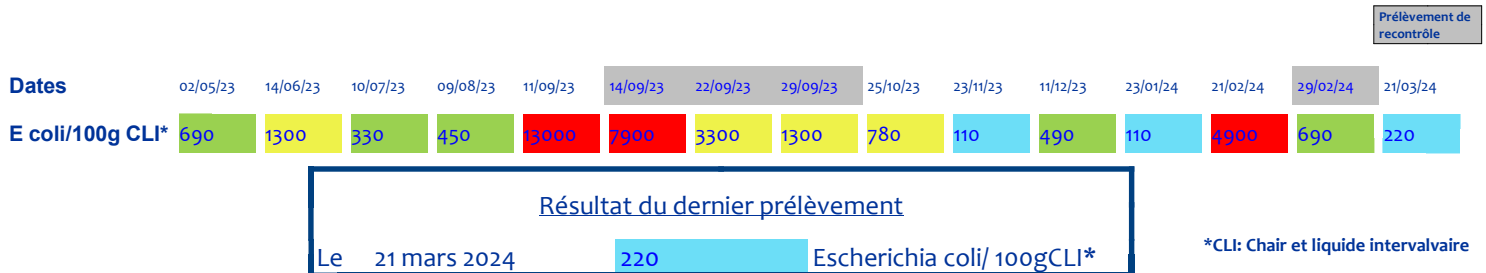 Prélèvement de
recontrôle
Dates 02/05/23 14/06/23 10/07/23 09/08/23 11/09/23 14/09/23 22/09/23 29/09/23 25/10/23 23/11/23 11/12/23 23/01/24 21/02/24 29/02/24 21/03/24
E coli/100g CLI* 690 1300 330 450 13000 7900 3300 1300 780 110 490 110 4900 690 220
Résultat du dernier prélèvement
Le 21 mars 2024 220 Escherichia coli/ 100gCLI*
*CLI: Chair et liquide intervalvaire